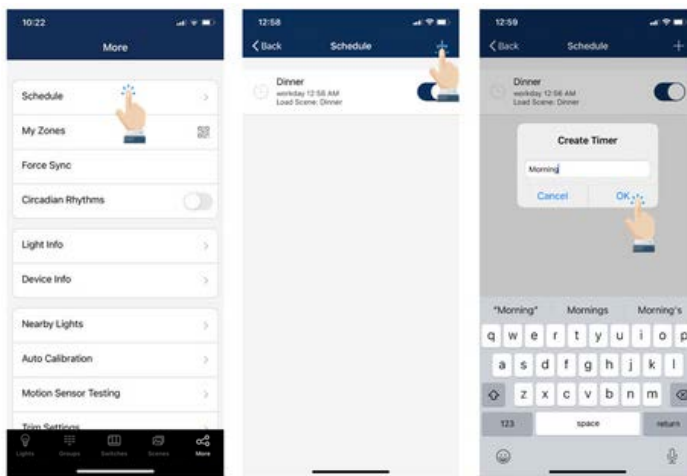 10:22
More
Schedule
My Zones
Force Sync
Circadian Rhythms
Light Info
Device Info
Nearby Lights
Auto Calibration
Motion Sensor Testing
Trim Settings
Lights Groups Switches Scenes More
12:58
Back Schedule
Dinner
workday 12:56 AM
Load Scene: Dinner
12:59
Back Schedule
Dinner
workday 12:56 AM
Load Scene: Dinner
Create Timer
Morning
Cancel OK
"Morning" Mornings Morning's
q w e r t y u i o p
a s d f g h j k l
z x c v b n m
123 space return